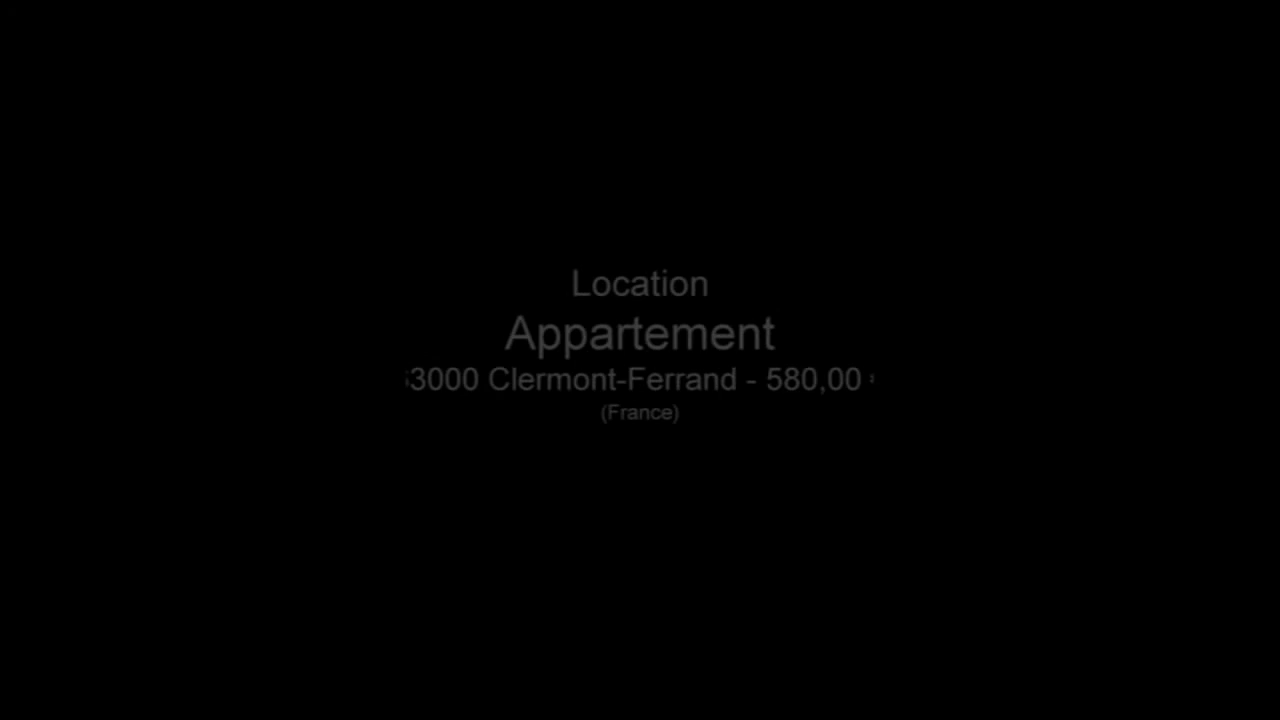 Location
Appartement
3000 Clermont-Ferrand - 580,00
(France)